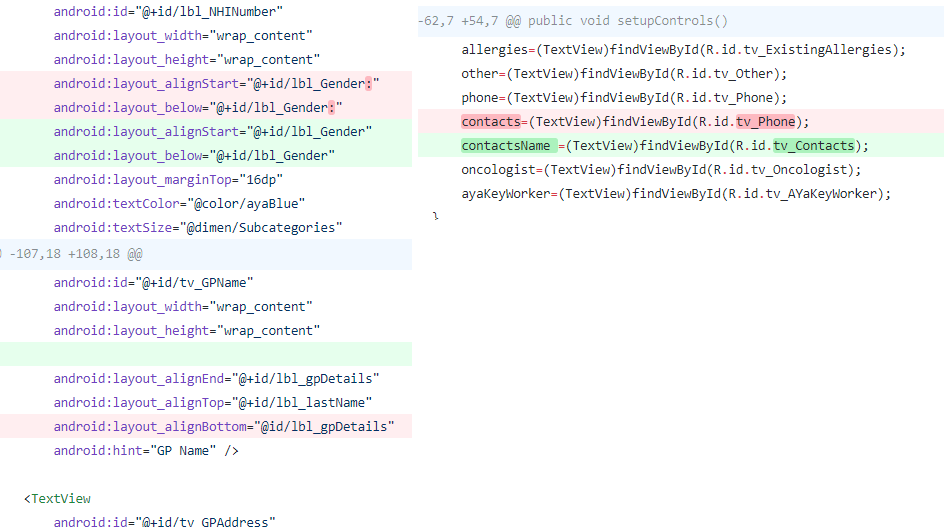 android:id="@+id/lbl_NHINumber"
android:layout_width="wrap_content"
android:layout_height="wrap_content"
android:layout_alignStart="@+id/lbl_Gender:"
android:layout_below="@+id/lbl_Gender:"
android:layout_alignStart="@+id/lbl_Gender"
android:layout_below="@+id/lbl_Gender"
android:layout_marginTop="16dp"
android:textColor="@color/ayaBlue"
android:textSize="@dimen/Subcategories"
-107,18 +108,18 @@
android:id="@+id/tv_GPName"
android:layout_width="wrap_content"
android:layout_height="wrap_content"
android:layout_alignEnd="@+id/lbl_gpDetails"
android:layout_alignTop="@+id/lbl_lastName"
android:layout_alignBottom="@id/lbl_gpDetails"
android:hint="GP Name" />
<TextView
android:id="@+id/tv_GPAddress"
-62,7 +54,7 @@ public void setupControls()
allergies=(TextView)findViewById(R.id.tv_ExistingAllergies);
other=(TextView)findViewById(R.id.tv_Other);
phone=(TextView)findViewById(R.id.tv_Phone);
contacts=(TextView)findViewById(R.id.tv_Phone);
contactsName =(TextView)findViewById(R.id.tv_Contacts);
oncologist=(TextView)findViewById(R.id.tv_Oncologist);
ayaKeyWorker=(TextView)findViewById(R.id.tv_AYaKeyWorker);
}